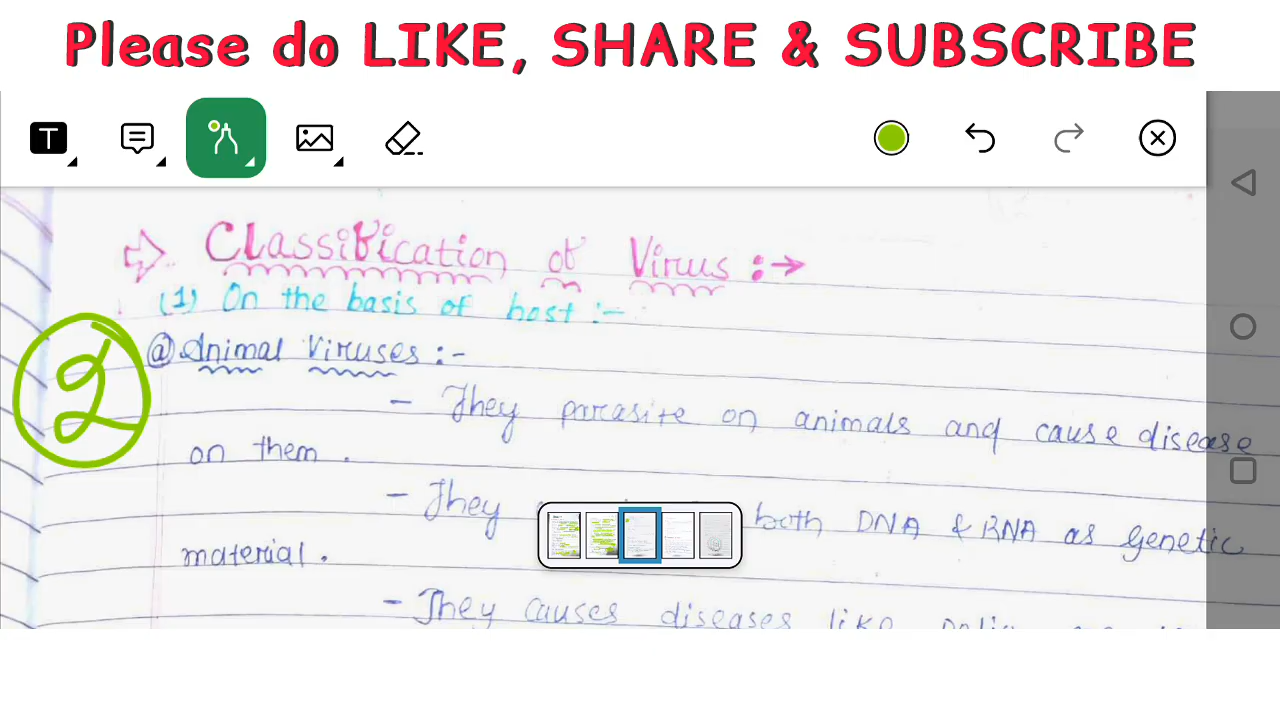 Please do LIKE, SHARE & SUBSCRIBE
T
Classification of Virus :→
(1) On the basis of host :-
2
(a) Animal Viruses :-
- They parasite on animals and cause disease
on them .
- They both DNA & RNA as Genetic
material .
- They causes diseases like